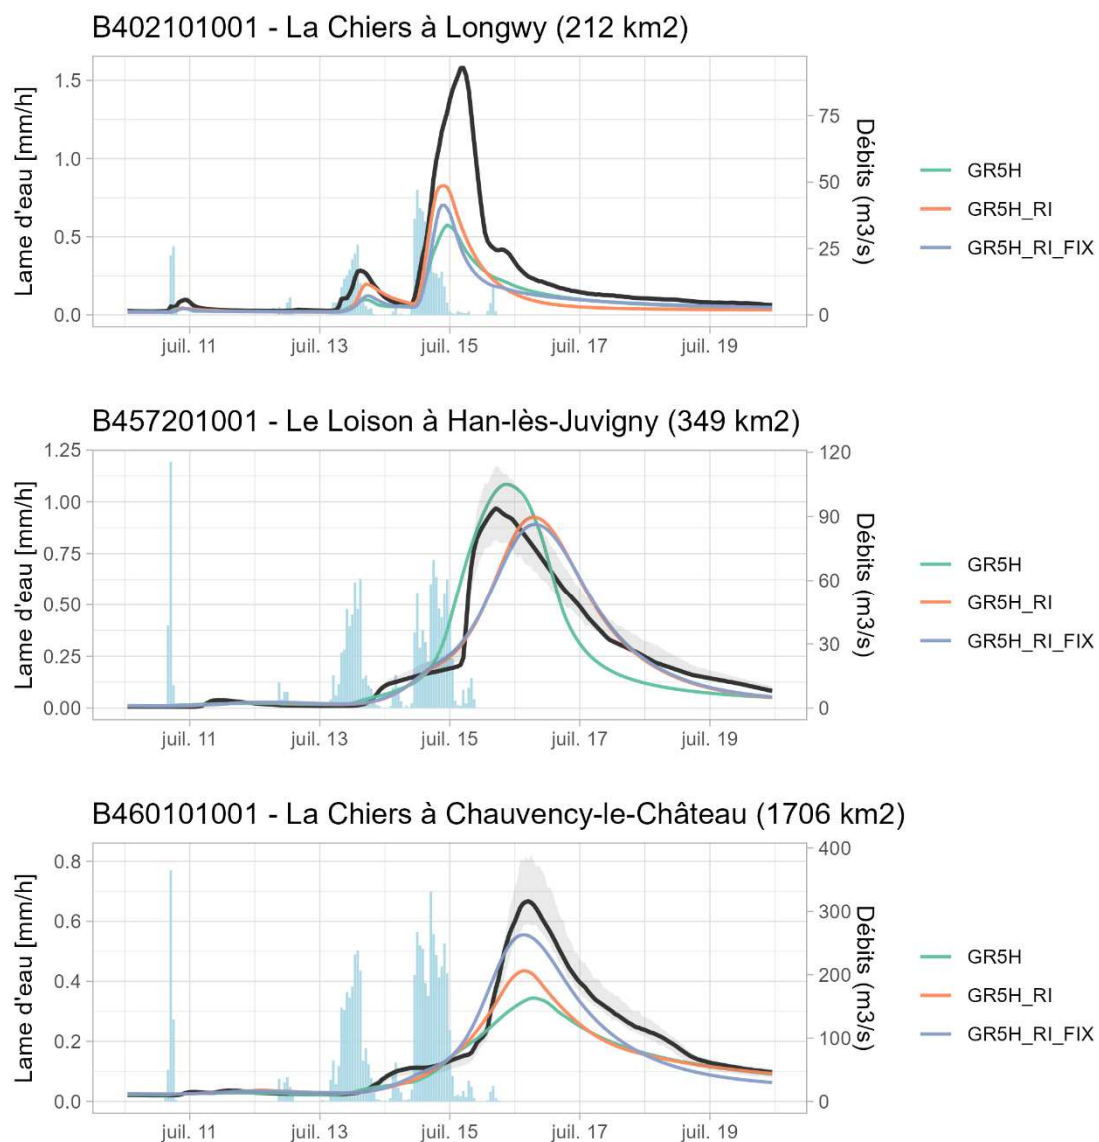 B402101001 - La Chiers à Longwy (212 km2)
Lame d'eau [mm/h]
1.5
1.0
0.5
0.0
75
50
25
0
Débits (m3/s)
juil. 11
juil. 13
juil. 15
juil. 17
juil. 19
GR5H
GR5H_RI
GR5H_RI_FIX
B457201001 - Le Loison à Han-lès-Juvigny (349 km2)
Lame d'eau [mm/h]
1.25
1.00
0.75
0.50
0.25
0.00
120
90
60
30
0
Débits (m3/s)
juil. 11
juil. 13
juil. 15
juil. 17
juil. 19
GR5H
GR5H_RI
GR5H_RI_FIX
B460101001 - La Chiers à Chauvency-le-Château (1706 km2)
Lame d'eau [mm/h]
0.8
0.6
0.4
0.2
0.0
400
300
200
100
0
Débits (m3/s)
juil. 11
juil. 13
juil. 15
juil. 17
juil. 19
GR5H
GR5H_RI
GR5H_RI_FIX